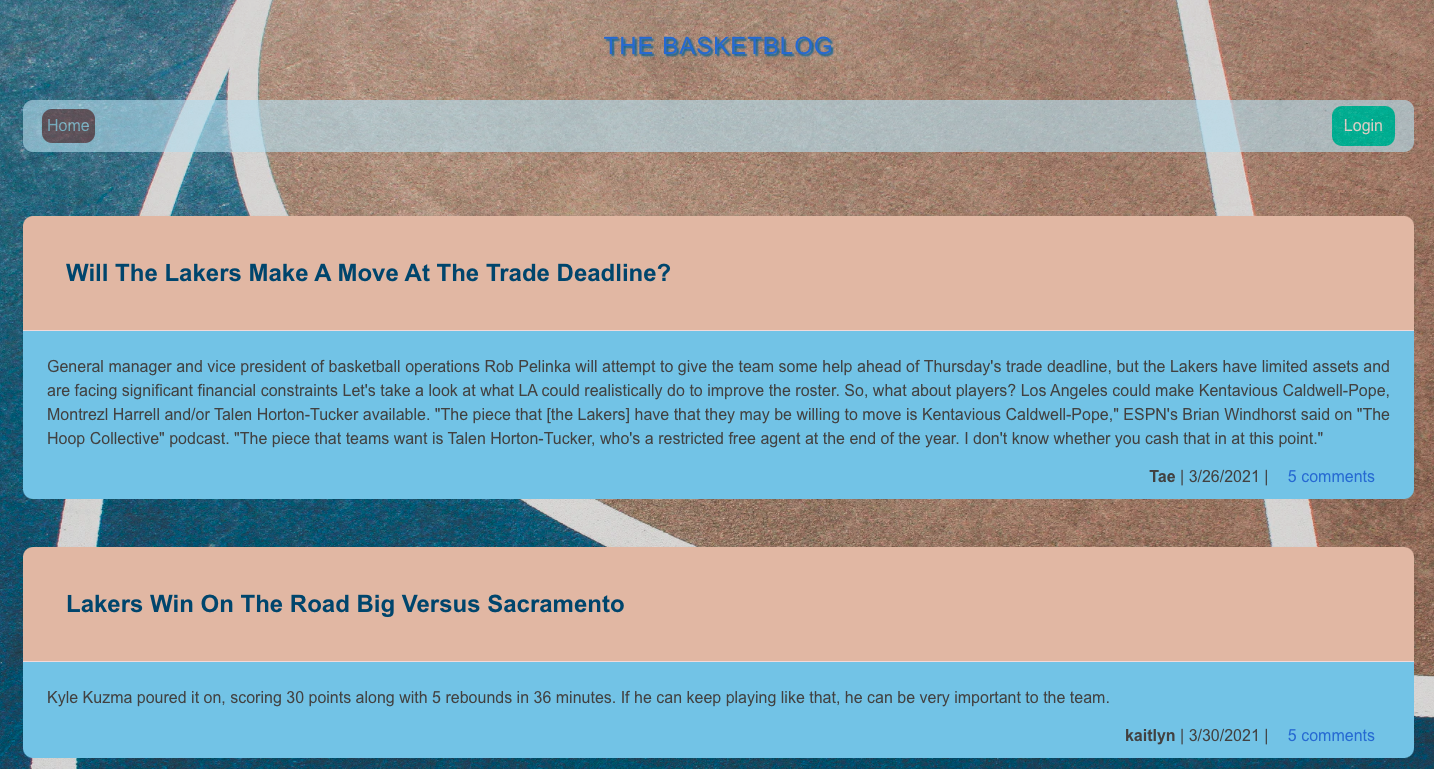 THE BASKETBLOG
Home
Login
Will The Lakers Make A Move At The Trade Deadline?
General manager and vice president of basketball operations Rob Pelinka will attempt to give the team some help ahead of Thursday's trade deadline, but the Lakers have limited assets and
are facing significant financial constraints Let's take a look at what LA could realistically do to improve the roster. So, what about players? Los Angeles could make Kentavious Caldwell-Pope,
Montrezl Harrell and/or Talen Horton-Tucker available. "The piece that [the Lakers] have that they may be willing to move is Kentavious Caldwell-Pope," ESPN's Brian Windhorst said on "The
Hoop Collective" podcast. "The piece that teams want is Talen Horton-Tucker, who's a restricted free agent at the end of the year. I don't know whether you cash that in at this point."
Tae | 3/26/2021 | 5 comments
Lakers Win On The Road Big Versus Sacramento
Kyle Kuzma poured it on, scoring 30 points along with 5 rebounds in 36 minutes. If he can keep playing like that, he can be very important to the team.
kaitlyn | 3/30/2021 | 5 comments